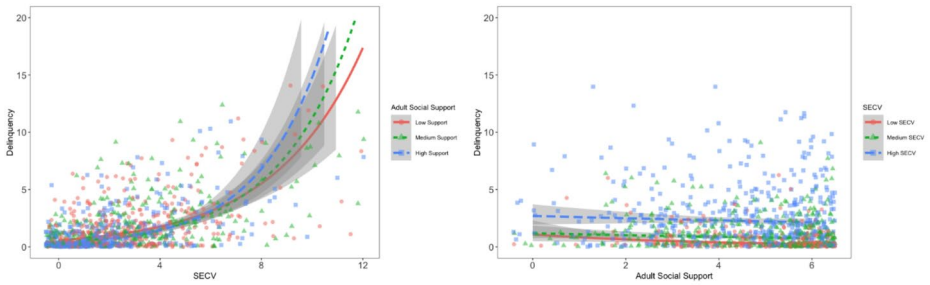 20
15
10
5
0
Delinquency
0
4
8
12
SECV
Adult Social Support
Low Support
Medium Support
High Support
20
15
10
5
0
Delinquency
0
2
4
6
Adult Social Support
SECV
Low SECV
Medium SECV
High SECV